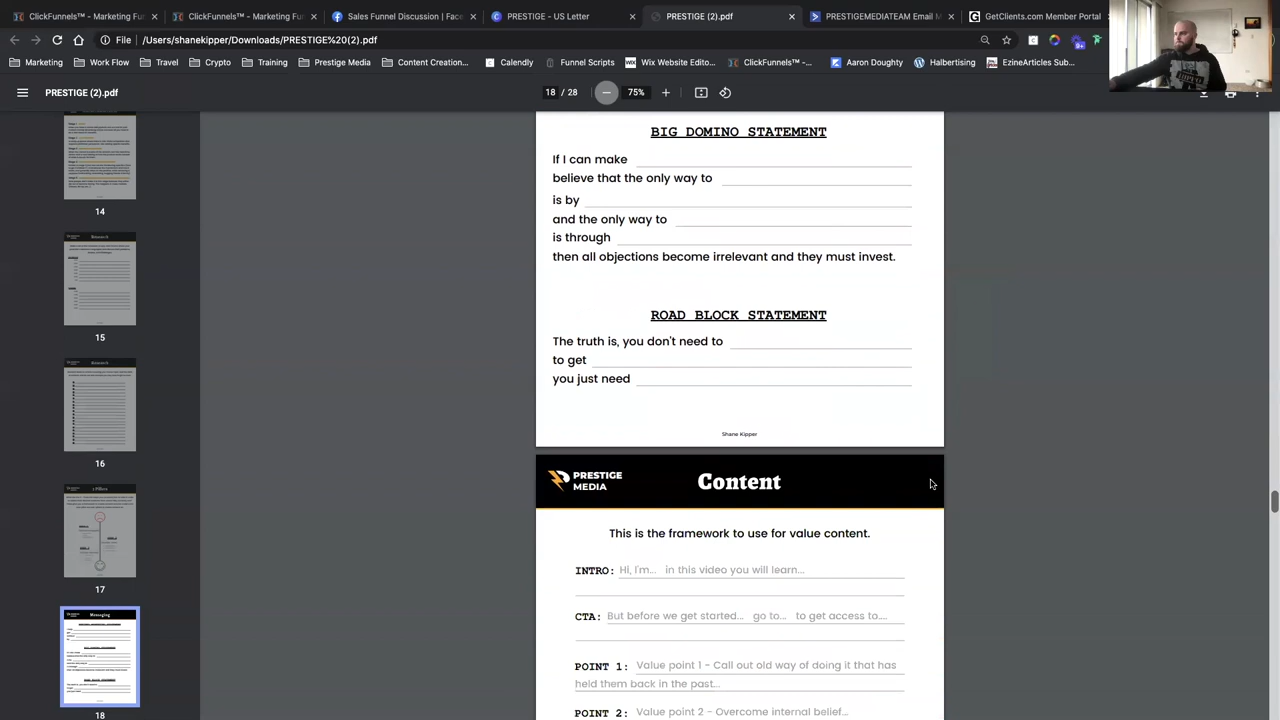 ClickFunnels™ - Marketing Fun
ClickFunnels™ - Marketing Fun
Sales Funnel Discussion | Face
PRESTIGE - US Letter
PRESTIGE (2).pdf
PRESTIGEMEDIATEAM Email M
GetClients.com Member Portal
File
/Users/shanekipper/Downloads/PRESTIGE%20(2).pdf
Marketing
Work Flow
Travel
Crypto
Training
Prestige Media
Content Creation...
Calendly
Funnel Scripts
Wix Website Edito...
ClickFunnels™ -...
Aaron Doughty
Halbertising
EzineArticles Sub...
PRESTIGE (2).pdf
18 / 28
75%
14
15
16
17
Messaging
18
BIG DOMINO STATEMENT
I can make
believe that the only way to
is by
and the only way to
is through
then all objections become irrelevant and they must invest.
ROAD BLOCK STATEMENT
The truth is, you don't need to
to get
you just need
Shane Kipper
PRESTIGE
MEDIA
Content
This is the framework to use for value content.
INTRO: Hi, I'm... in this video you will learn...
CTA: But before we get started... go here to get access to....
POINT 1: Value point 1 - Call out old way of doing it that has
held them back in the past...
POINT 2: Value point 2 - Overcome internal belief...